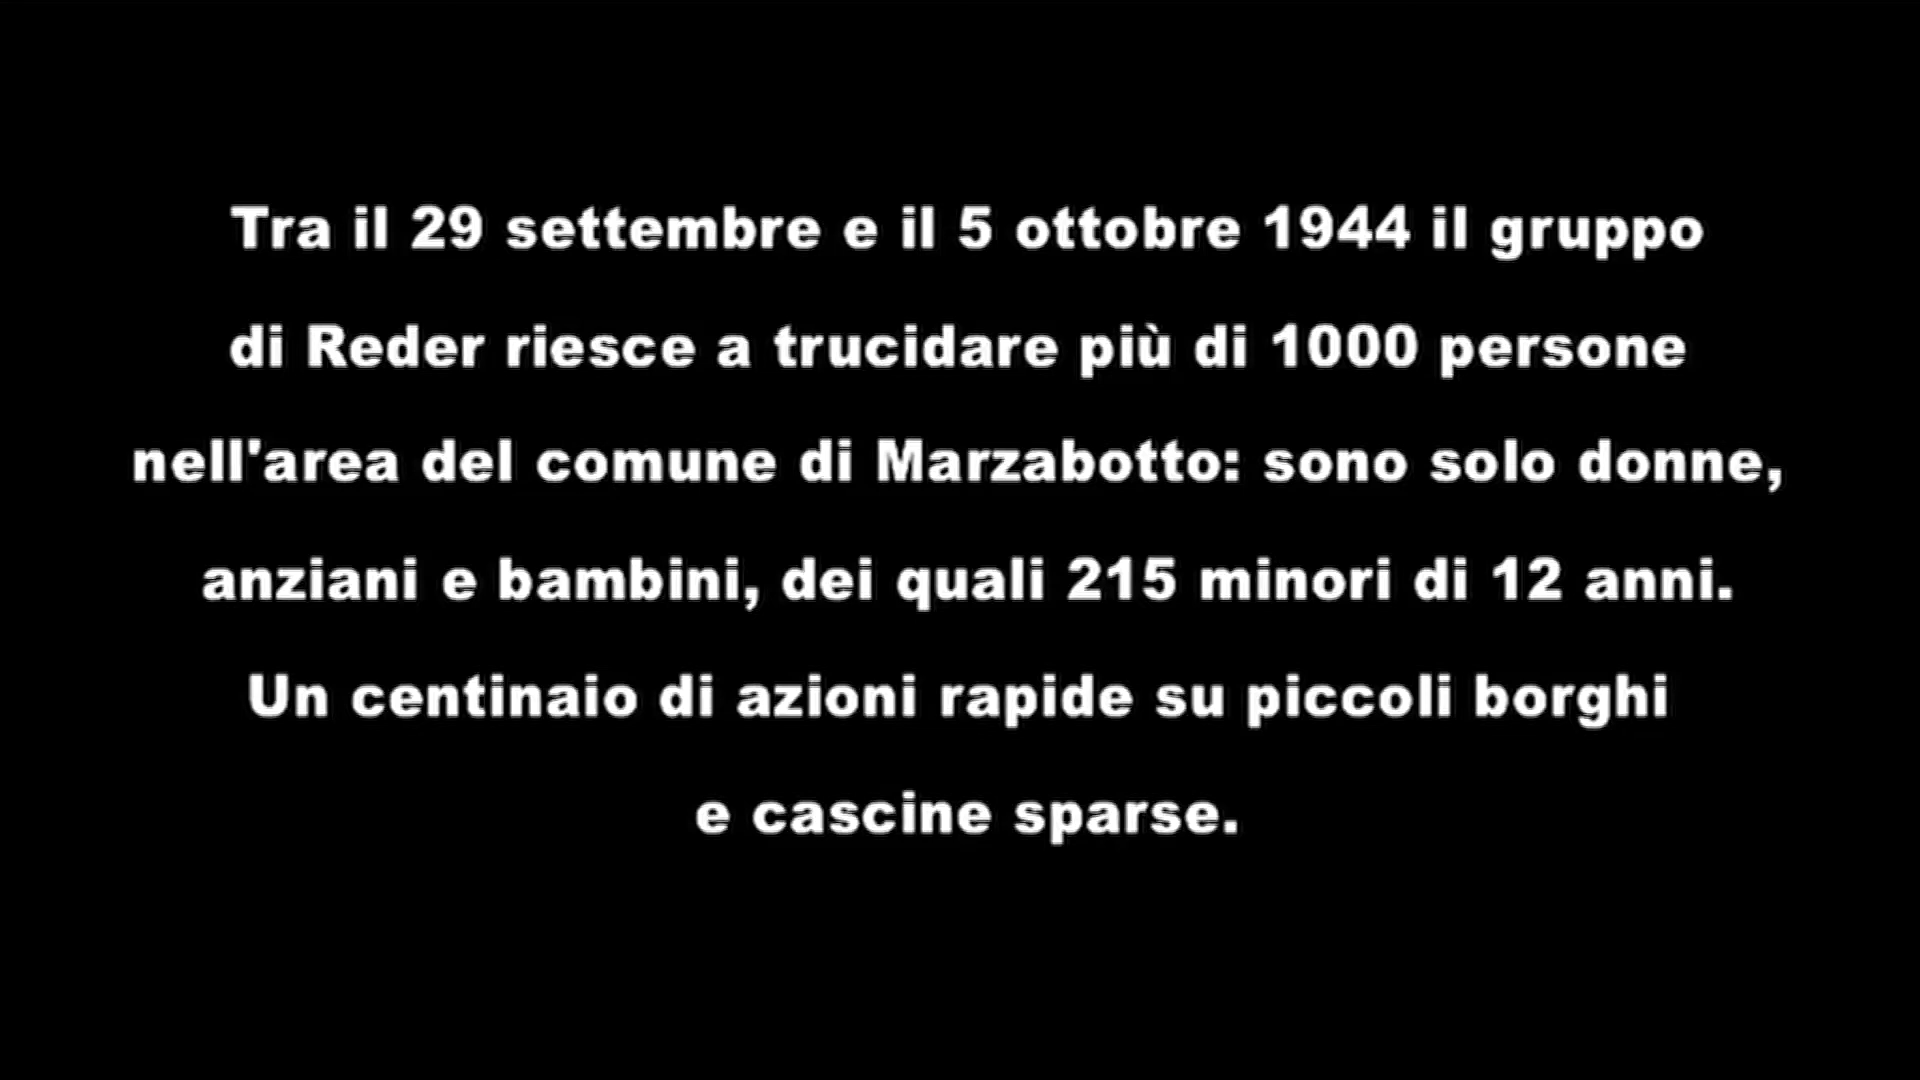 Tra il 29 settembre e il 5 ottobre 1944 il gruppo
di Reder riesce a trucidare più di 1000 persone
nell'area del comune di Marzabotto: sono solo donne,
anziani e bambini, dei quali 215 minori di 12 anni.
Un centinaio di azioni rapide su piccoli borghi
e cascine sparse.